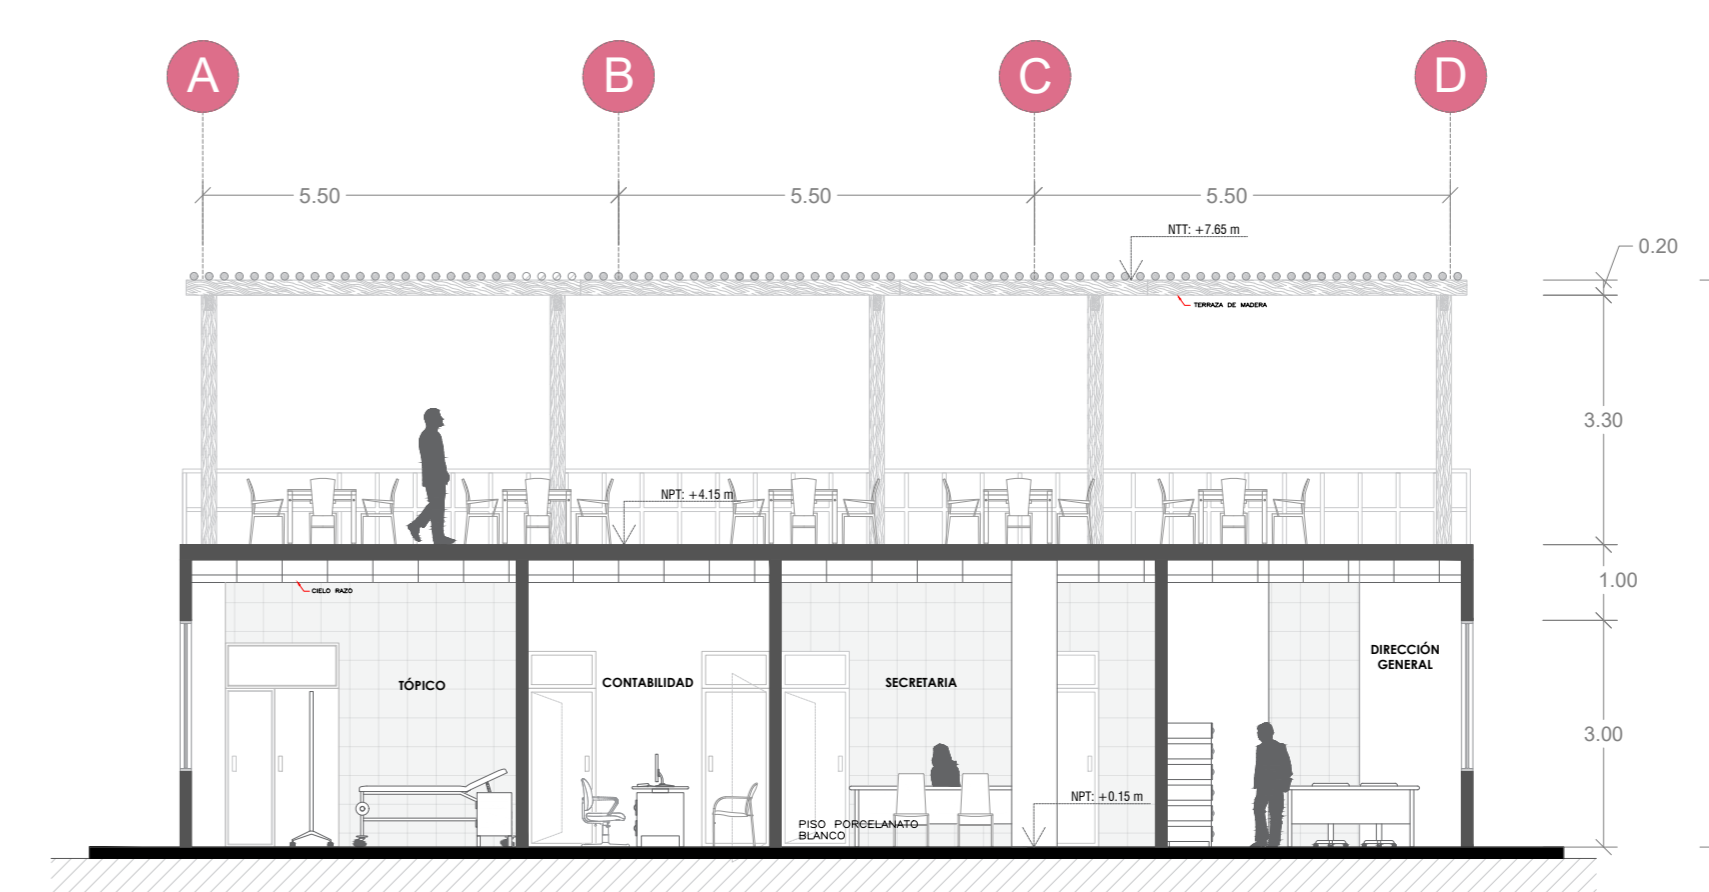 A
B
C
D
5.50
5.50
5.50
NTT: +7.65 m
0.20
TERRAZA DE MADERA
3.30
NPT: +4.15 m
CIELO RAZO
1.00
DIRECCIÓN
GENERAL
TÓPICO
CONTABILIDAD
SECRETARIA
3.00
NPT: +0.15 m
PISO PORCELANATO
BLANCO